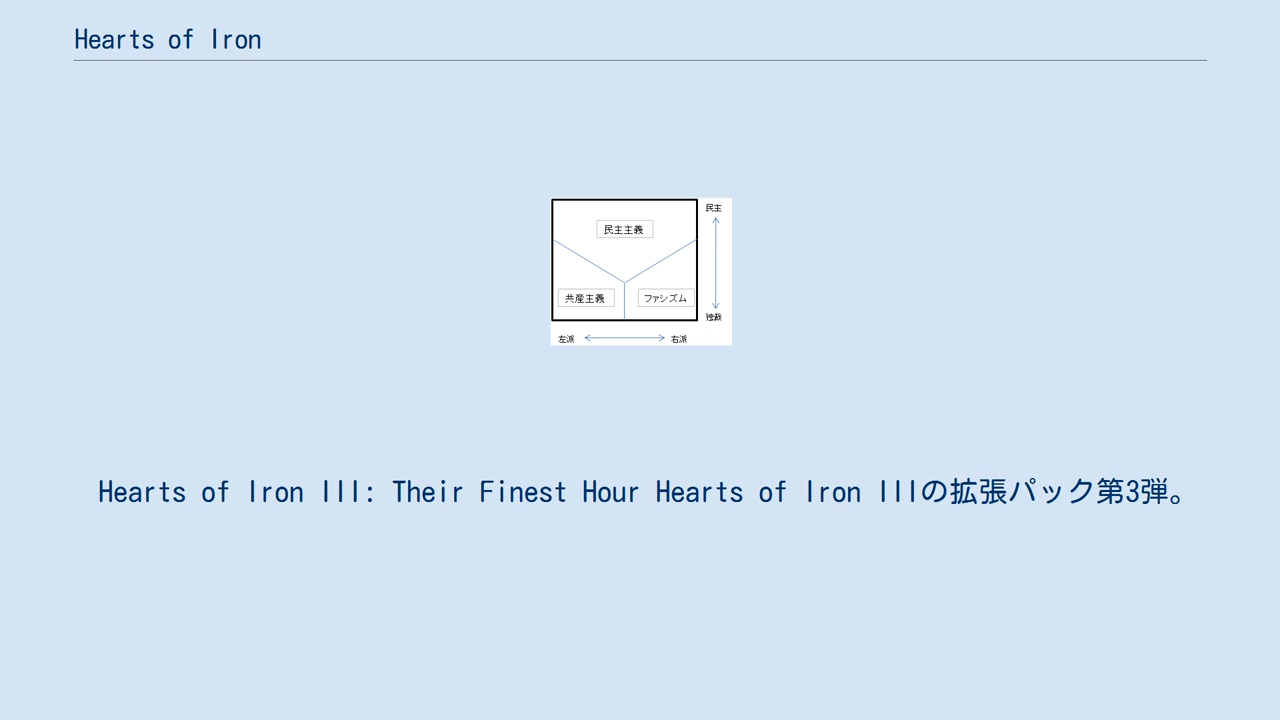 Hearts of Iron
民主
民主主義
共産主義
ファシズム
独裁
左派
右派
Hearts of Iron III: Their Finest Hour Hearts of Iron IIIの拡張パック第3弾。